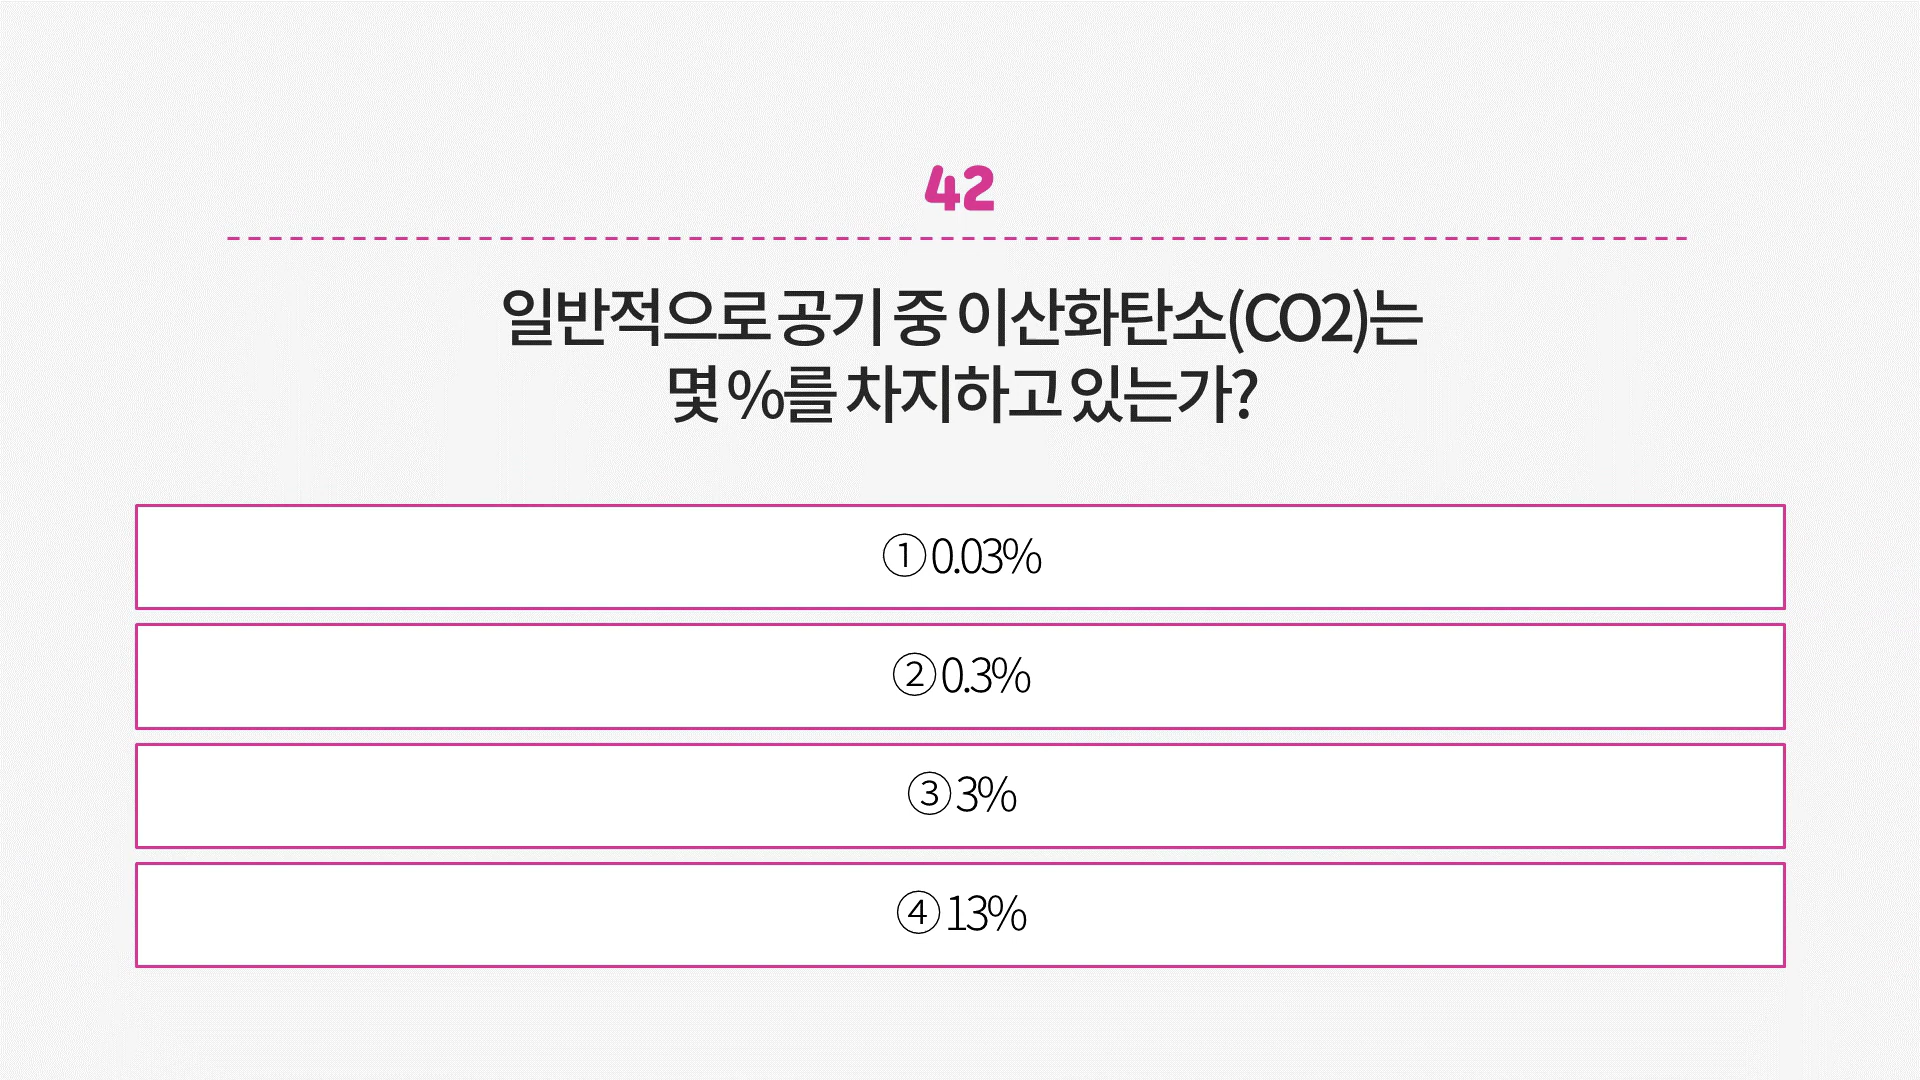 42
일반적으로 공기 중 이산화탄소(CO2)는
몇 %를 차지하고 있는가?
① 0.03%
② 0.3%
③ 3%
④ 13%